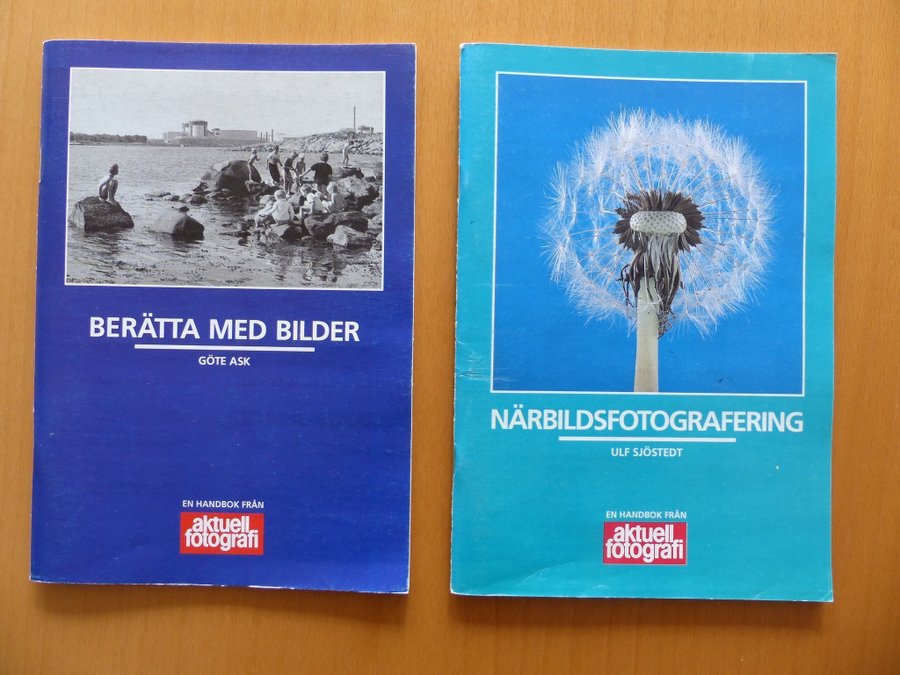 BERÄTTA MED BILDER
GÖTE ASK
EN HANDBOK FRÅN
aktuell
fotografi
NÄRBILDSFOTOGRAFERING
ULF SJÖSTEDT
EN HANDBOK FRÅN
aktuell
fotografi